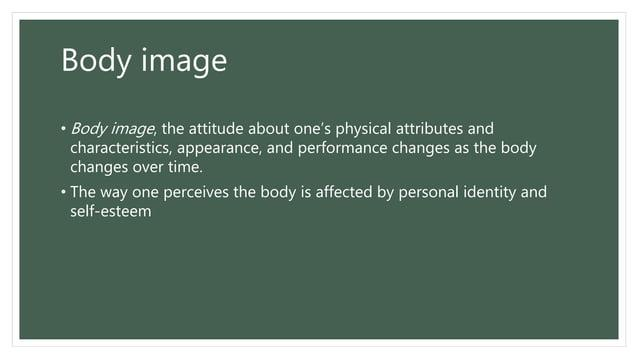 Body image
• Body image, the attitude about one's physical attributes and
characteristics, appearance, and performance changes as the body
changes over time.
• The way one perceives the body is affected by personal identity and
self-esteem